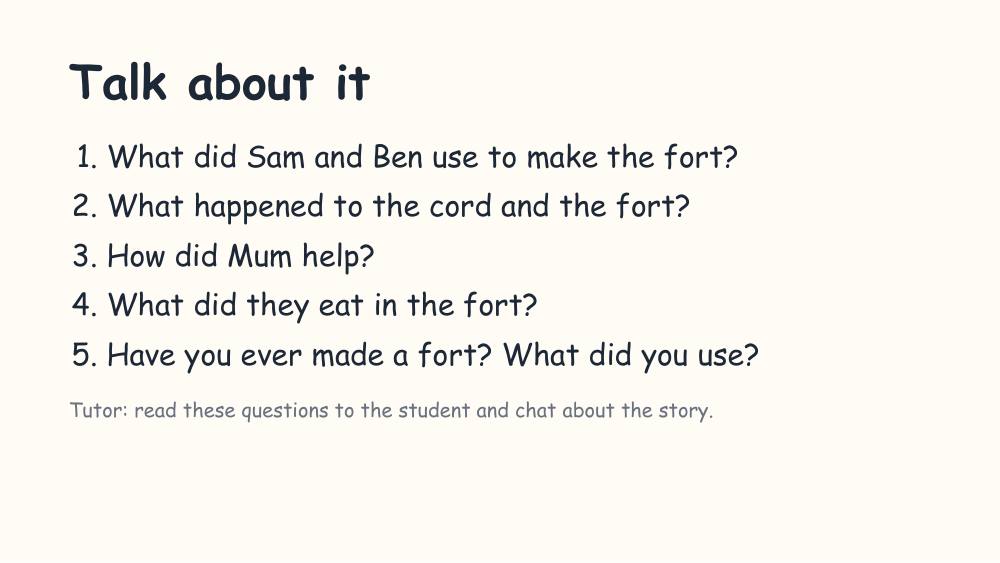 Talk about it
1. What did Sam and Ben use to make the fort?
2. What happened to the cord and the fort?
3. How did Mum help?
4. What did they eat in the fort?
5. Have you ever made a fort? What did you use?
Tutor: read these questions to the student and chat about the story.